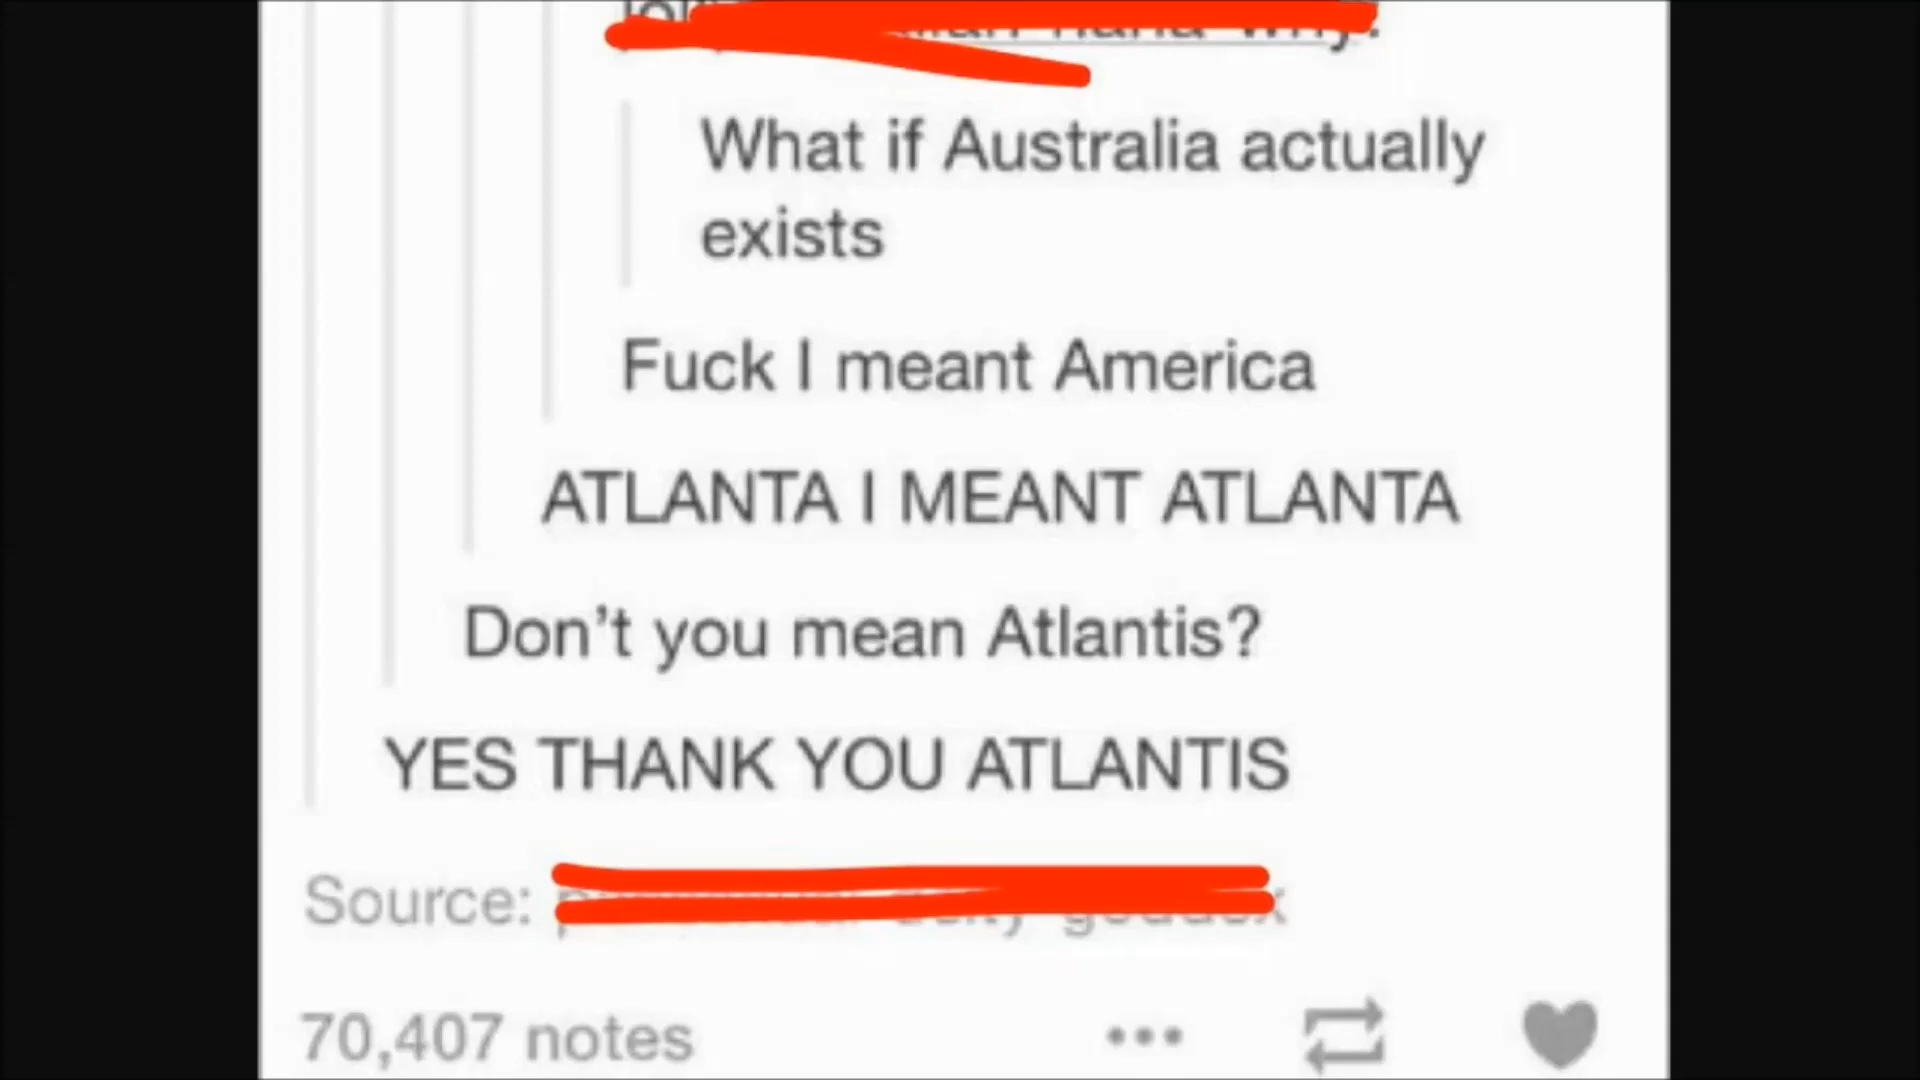 What if Australia actually
exists
Fuck I meant America
ATLANTA I MEANT ATLANTA
Don't you mean Atlantis?
YES THANK YOU ATLANTIS
Source:
70,407 notes